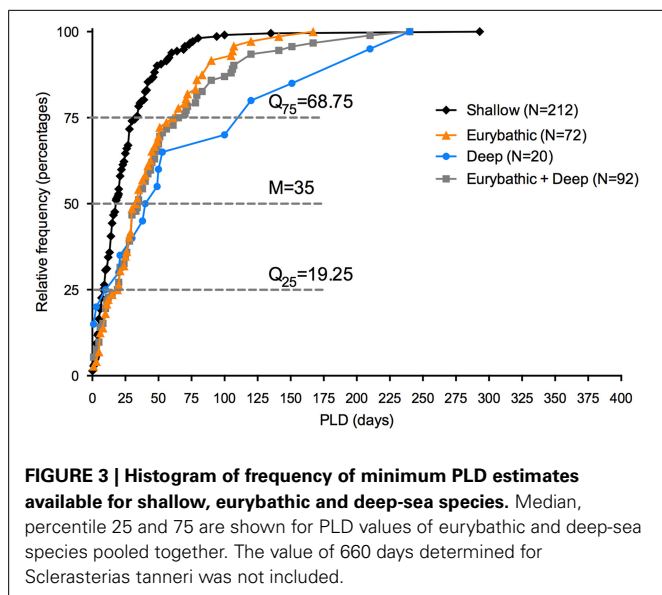 100
75
50
25
0
Relative frequency (percentages)
Q75=68.75
M=35
Q25=19.25
Shallow (N=212)
Eurybathic (N=72)
Deep (N=20)
Eurybathic + Deep (N=92)
0 25 50 75 100 125 150 175 200 225 250 275 300 325 350 375 400
PLD (days)
FIGURE 3 | Histogram of frequency of minimum PLD estimates
available for shallow, eurybathic and deep-sea species. Median,
percentile 25 and 75 are shown for PLD values of eurybathic and deep-sea
species pooled together. The value of 660 days determined for
Sclerasterias tanneri was not included.